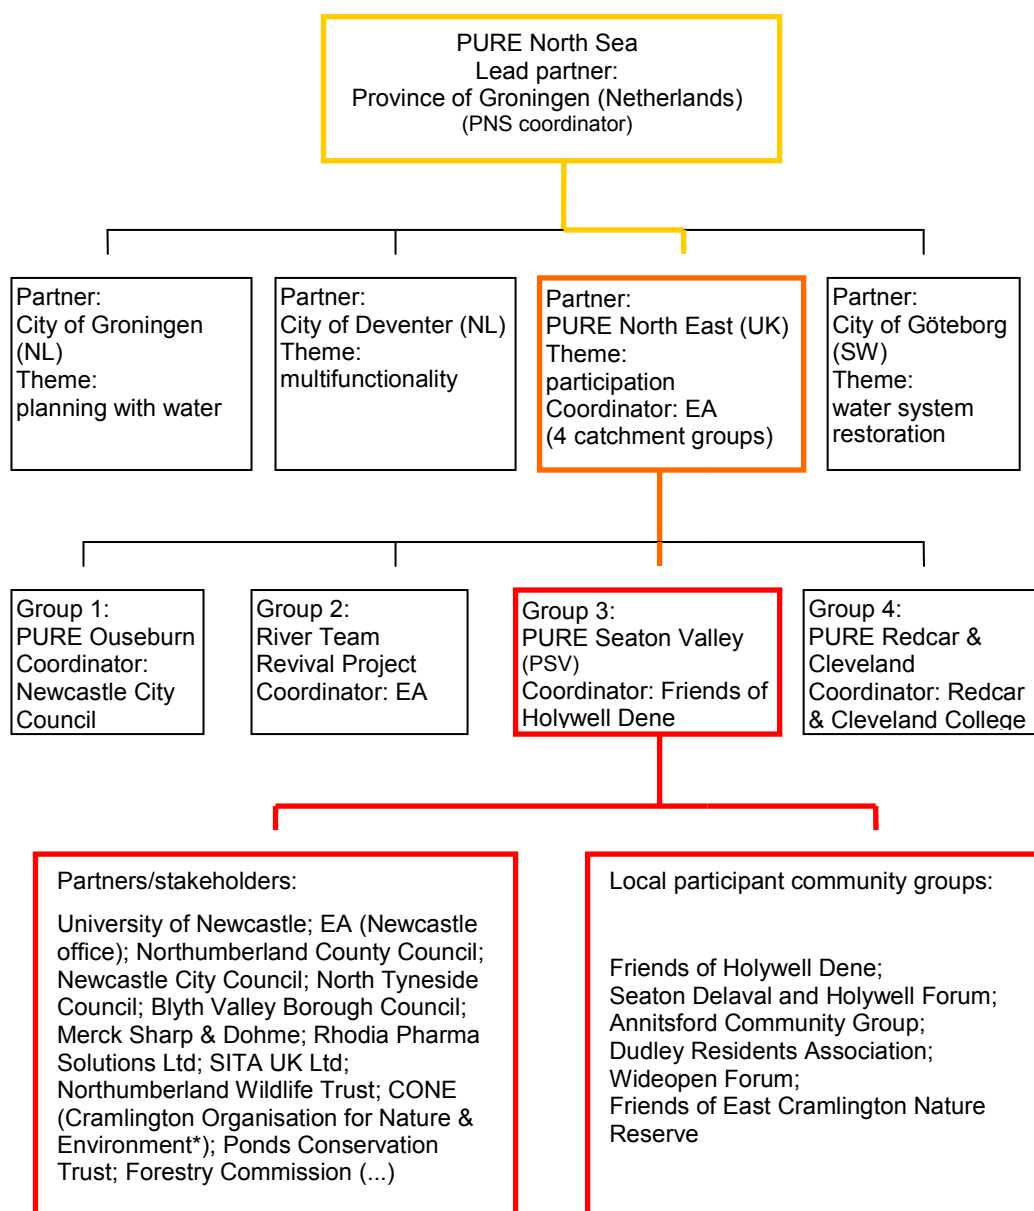 PURE North Sea
Lead partner:
Province of Groningen (Netherlands)
(PNS coordinator)
Partner:
City of Groningen
(NL)
Theme:
planning with water
Partner:
City of Deventer (NL)
Theme:
multifunctionality
Partner:
PURE North East (UK)
Theme:
participation
Coordinator: EA
(4 catchment groups)
Partner:
City of Göteborg
(SW)
Theme:
water system
restoration
Group 1:
PURE Ouseburn
Coordinator:
Newcastle City
Council
Group 2:
River Team
Revival Project
Coordinator: EA
Group 3:
PURE Seaton Valley
(PSV)
Coordinator: Friends of
Holywell Dene
Group 4:
PURE Redcar &
Cleveland
Coordinator: Redcar
& Cleveland College
Partners/stakeholders:
University of Newcastle; EA (Newcastle
office); Northumberland County Council;
Newcastle City Council; North Tyneside
Council; Blyth Valley Borough Council;
Merck Sharp & Dohme; Rhodia Pharma
Solutions Ltd; SITA UK Ltd;
Northumberland Wildlife Trust; CONE
(Cramlington Organisation for Nature &
Environment*); Ponds Conservation
Trust; Forestry Commission (...)
Local participant community groups:
Friends of Holywell Dene;
Seaton Delaval and Holywell Forum;
Annitsford Community Group;
Dudley Residents Association;
Wideopen Forum;
Friends of East Cramlington Nature
Reserve